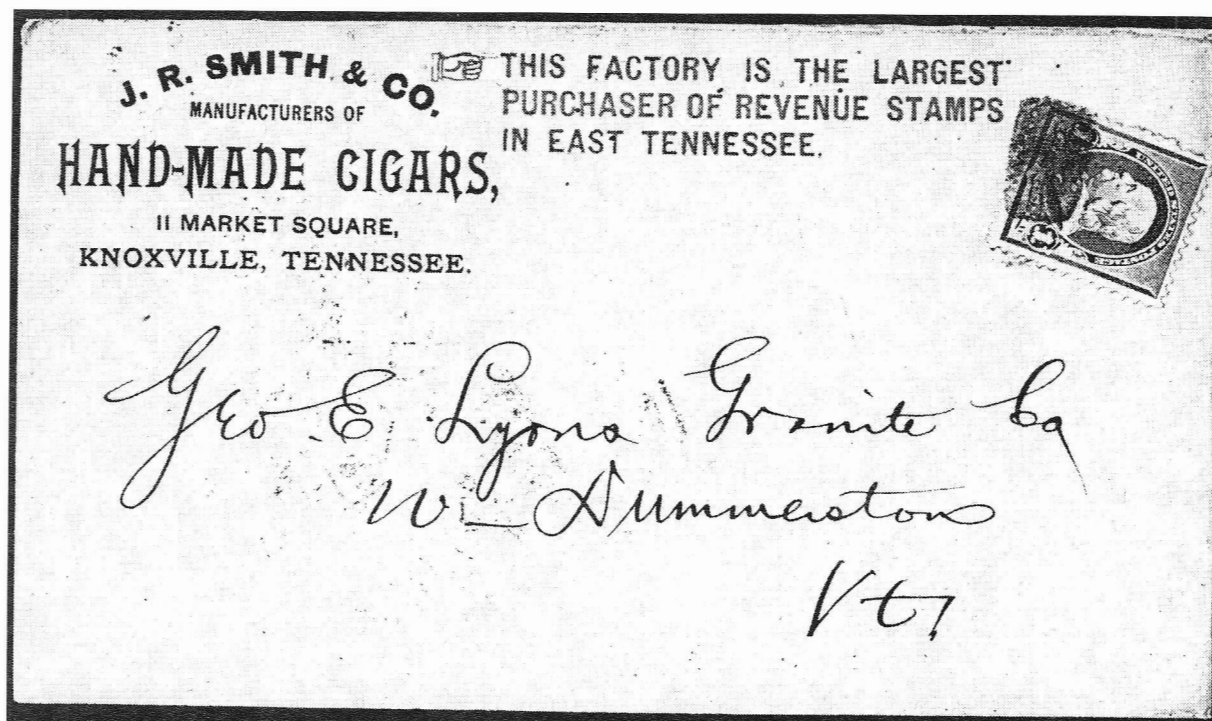 J. R. SMITH & CO.
MANUFACTURERS OF
HAND-MADE CIGARS,
11 MARKET SQUARE,
KNOXVILLE, TENNESSEE.
THIS FACTORY IS THE LARGEST
PURCHASER OF REVENUE STAMPS
IN EAST TENNESSEE.
Geo E. Lyons Granite Co
W- Dummerston
Vt,